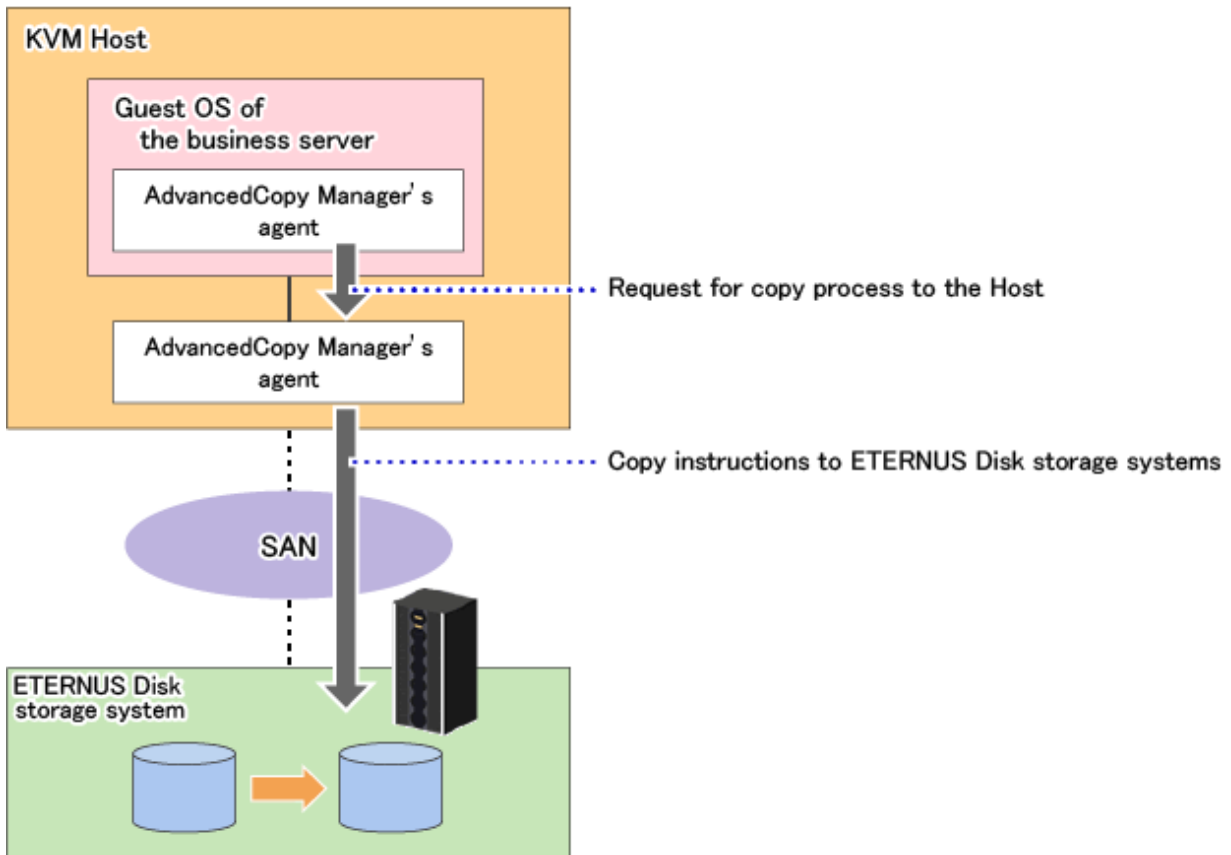 KVM Host
Guest OS of
the business server
AdvancedCopy Manager's
agent
Request for copy process to the Host
AdvancedCopy Manager's
agent
Copy instructions to ETERNUS Disk storage systems
SAN
ETERNUS Disk
storage system